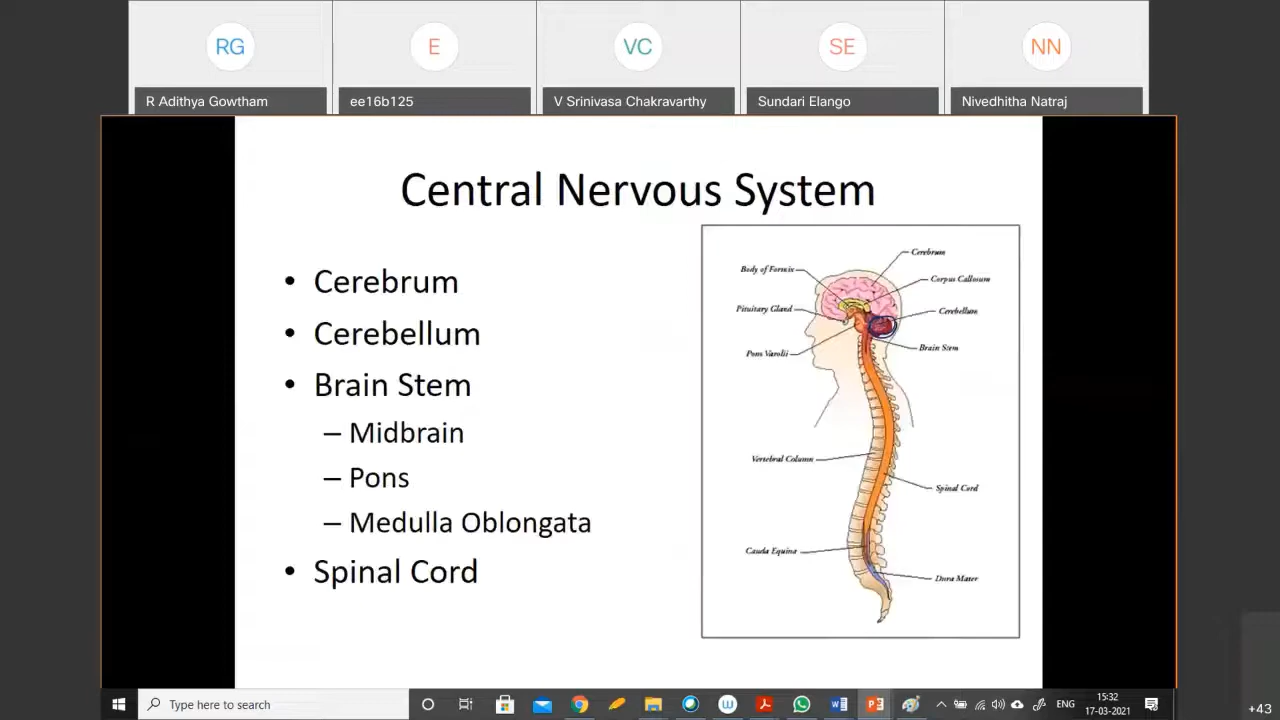 RG
E
VC
SE
NN
R Adithya Gowtham
ee16b125
V Srinivasa Chakravarthy
Sundari Elango
Nivedhitha Natraj
Central Nervous System
• Cerebrum
• Cerebellum
• Brain Stem
– Midbrain
– Pons
– Medulla Oblongata
• Spinal Cord
Cerebrum
Body of Fornix
Corpus Callosum
Pituitary Gland
Cerebellum
Brain Stem
Pons Varolii
Vertebral Column
Spinal Cord
Cauda Equina
Dura Mater
Type here to search
ENG
15:32
17-03-2021
+43